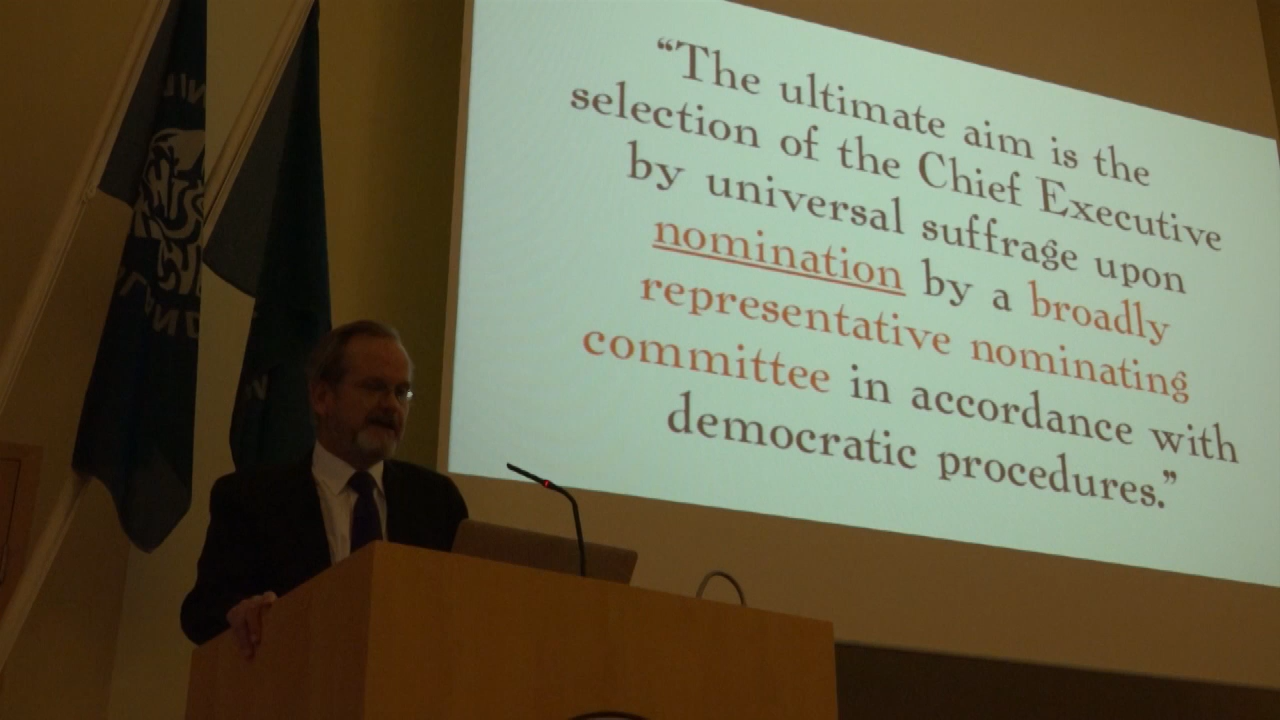 “The ultimate aim is the
selection of the Chief Executive
by universal suffrage upon
nomination by a broadly
representative nominating
committee in accordance with
democratic procedures.”